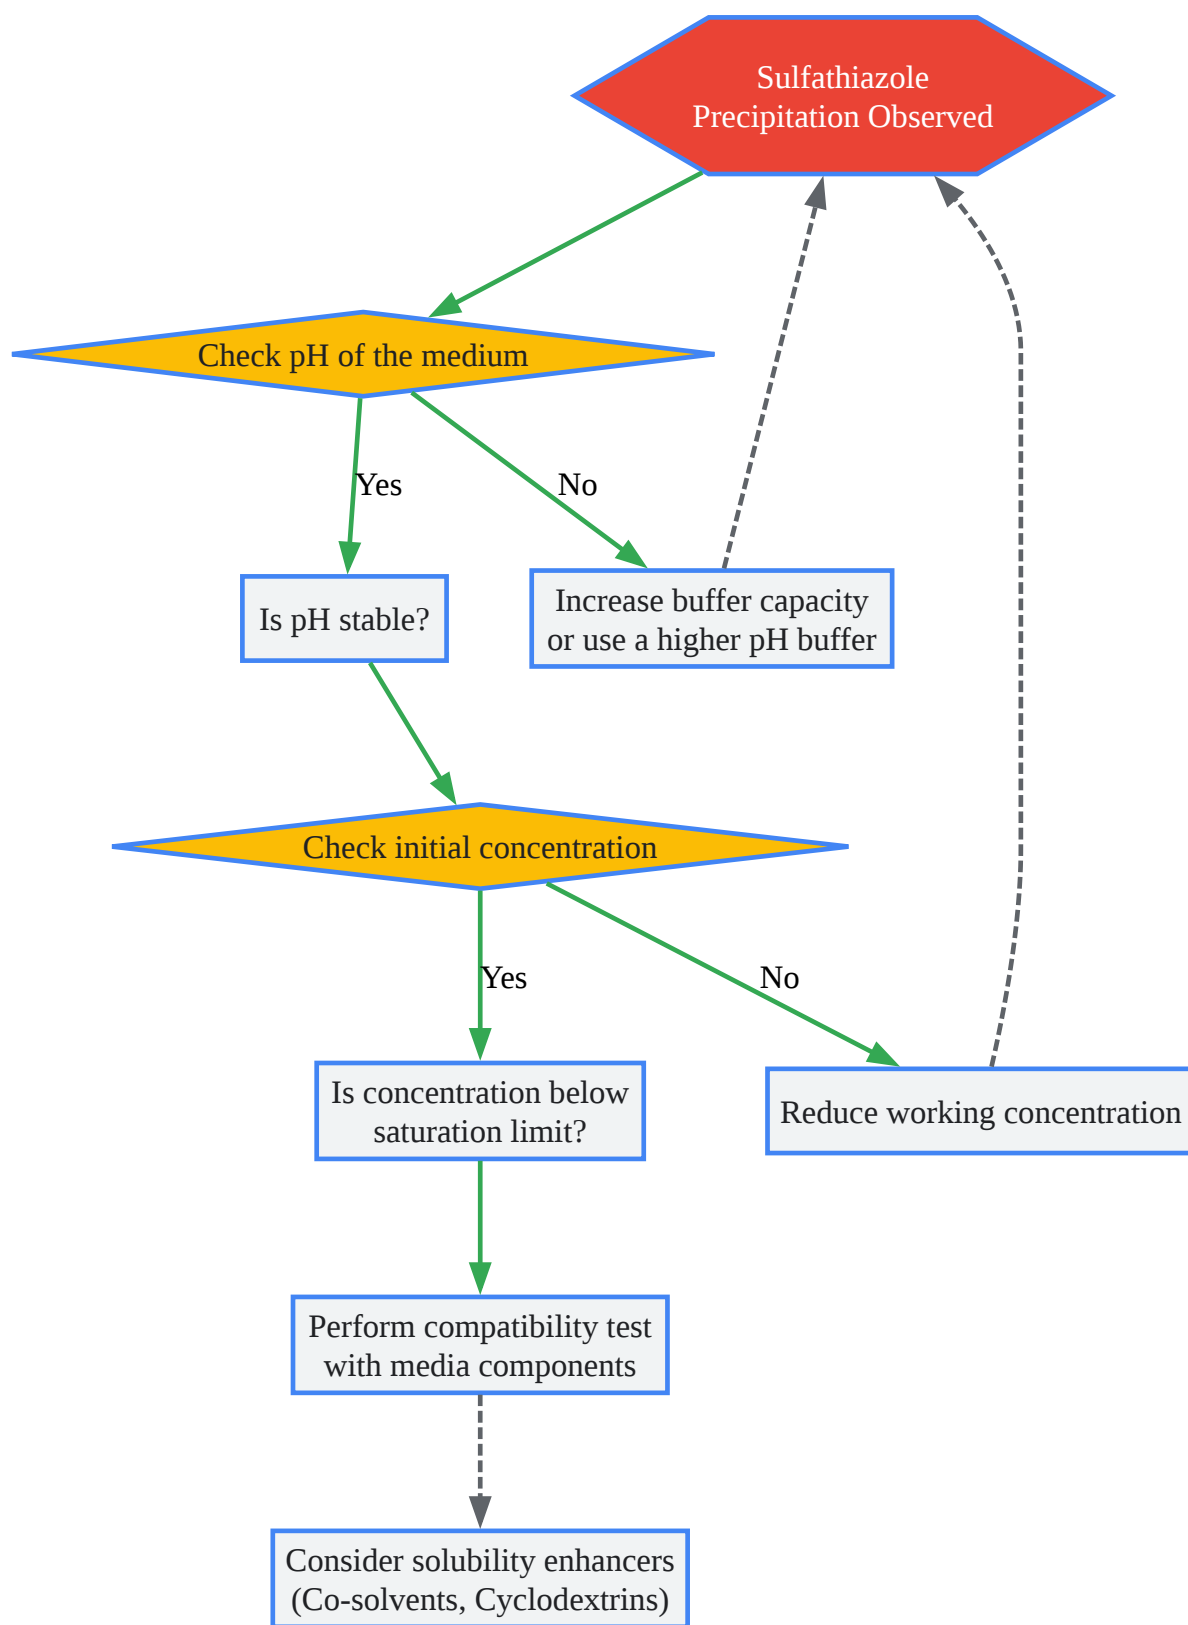 Sulfathiazole
Precipitation Observed
Check pH of the medium
Yes
No
Is pH stable?
Increase buffer capacity
or use a higher pH buffer
Check initial concentration
Yes
No
Is concentration below
saturation limit?
Reduce working concentration
Perform compatibility test
with media components
Consider solubility enhancers
(Co-solvents, Cyclodextrins)